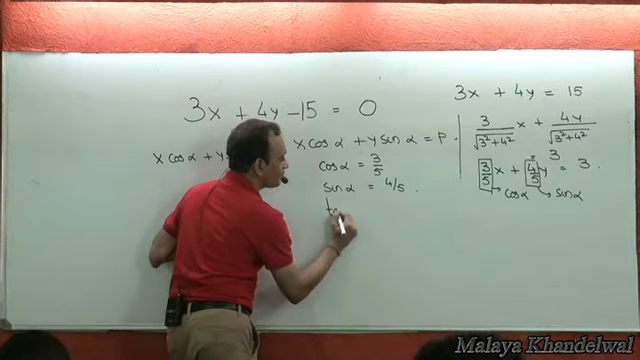 3x + 4y - 15 = 0
x cos α + y
x cos α + y sin α = p.
cos α = 3/5
sin α = 4/5.
3x + 4y = 15
3/√3²+4² x + 4y/√3²+4²
3
3/5 x + 4/5 y = 3.
cos α sin α
Malaya Khandelwal